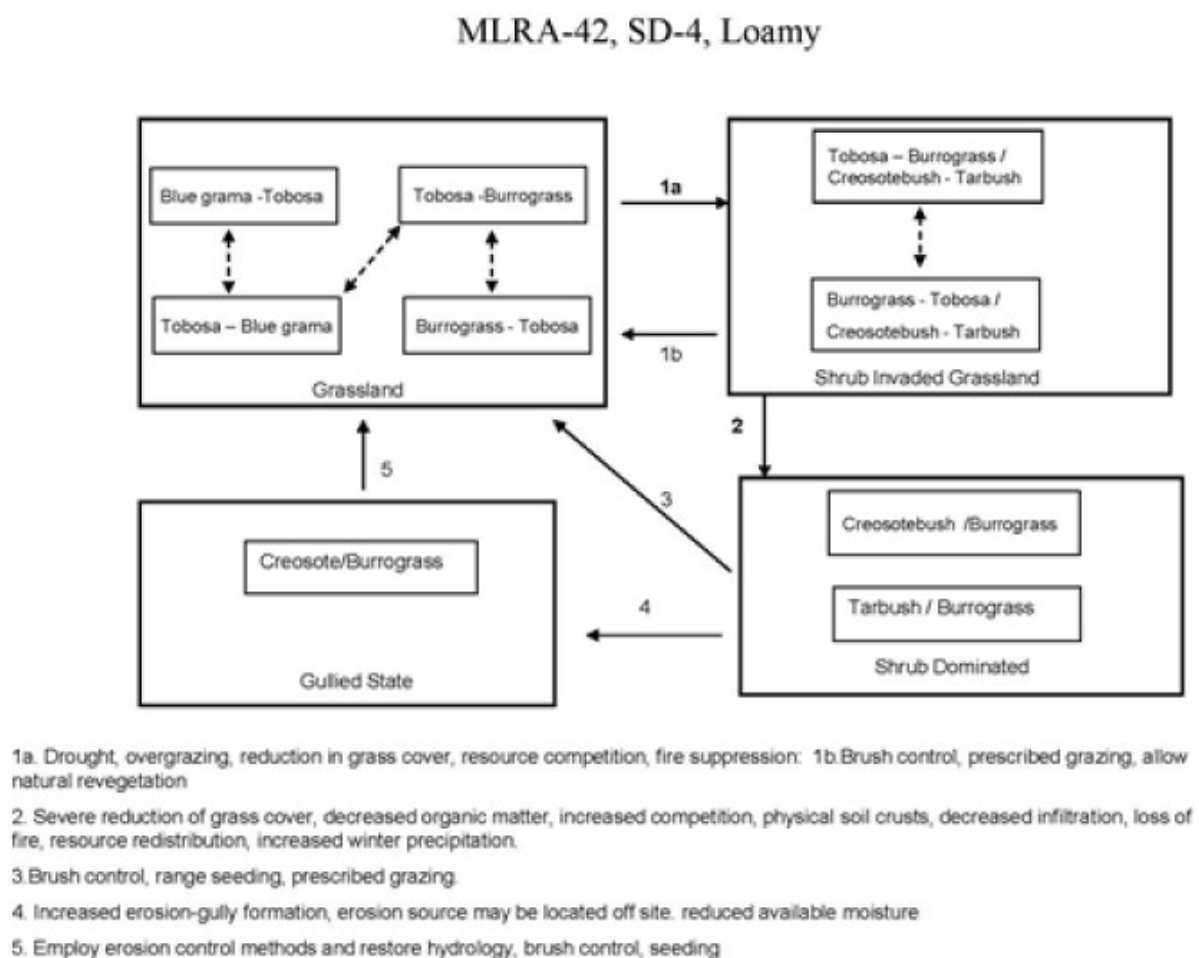 MLRA-42, SD-4, Loamy
Blue grama -Tobosa
Tobosa -Burrograss
Tobosa – Blue grama
Burrograss - Tobosa
Grassland
1a
1b
Tobosa – Burrograss /
Creosotebush - Tarbush
Burrograss - Tobosa /
Creosotebush - Tarbush
Shrub Invaded Grassland
2
5
3
Creosote/Burrograss
Gullied State
4
Creosotebush /Burrograss
Tarbush / Burrograss
Shrub Dominated
1a. Drought, overgrazing, reduction in grass cover, resource competition, fire suppression: 1b.Brush control, prescribed grazing, allow
natural revegetation
2. Severe reduction of grass cover, decreased organic matter, increased competition, physical soil crusts, decreased infiltration, loss of
fire, resource redistribution, increased winter precipitation.
3.Brush control, range seeding, prescribed grazing.
4. Increased erosion-gully formation, erosion source may be located off site. reduced available moisture
5. Employ erosion control methods and restore hydrology, brush control, seeding